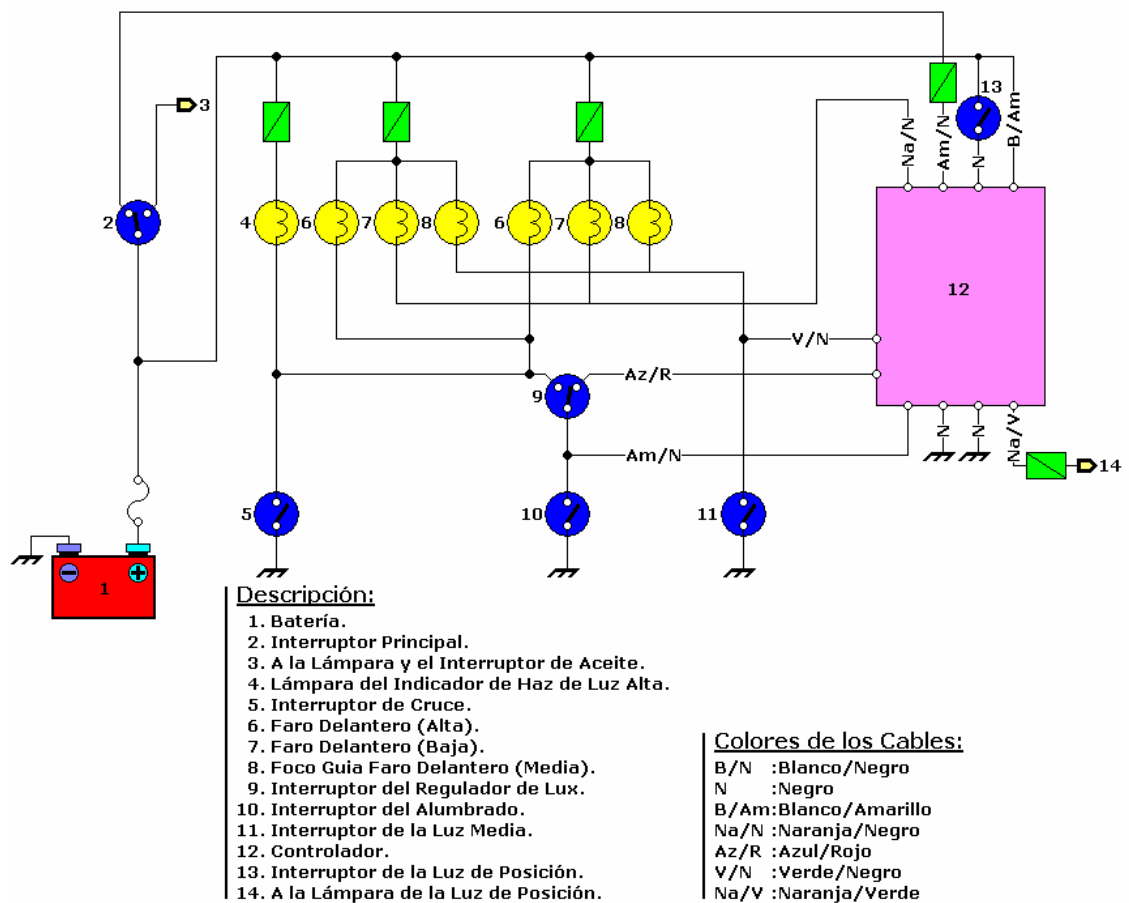 3
13
Na/N
Am/N
N
B/Am
2
4
6
7
8
6
7
8
12
V/N
Az/R
9
Am/N
N
N
Na/V
14
5
10
11
1
Descripción:
1. Batería.
2. Interruptor Principal.
3. A la Lámpara y el Interruptor de Aceite.
4. Lámpara del Indicador de Haz de Luz Alta.
5. Interruptor de Cruce.
6. Faro Delantero (Alta).
7. Faro Delantero (Baja).
8. Foco Guia Faro Delantero (Media).
9. Interruptor del Regulador de Lux.
10. Interruptor del Alumbrado.
11. Interruptor de la Luz Media.
12. Controlador.
13. Interruptor de la Luz de Posición.
14. A la Lámpara de la Luz de Posición.
Colores de los Cables:
B/N :Blanco/Negro
N :Negro
B/Am:Blanco/Amarillo
Na/N :Naranja/Negro
Az/R :Azul/Rojo
V/N :Verde/Negro
Na/V :Naranja/Verde